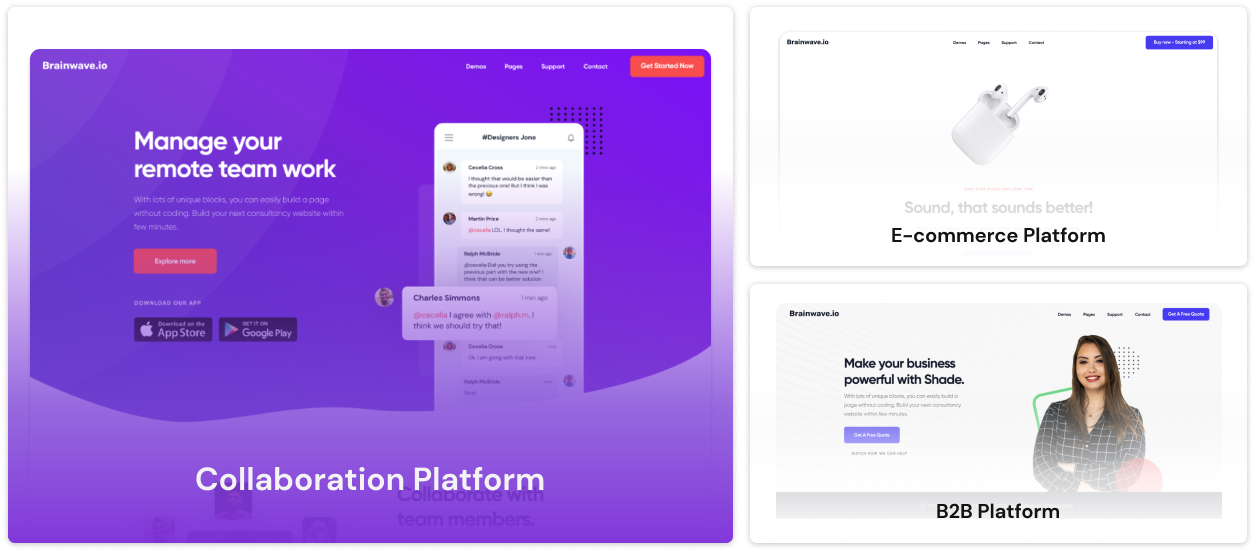 Brainwave.io
Demos Pages Support Contact
Get Started Now
Manage your
remote team work
With lots of unique blocks, you can easily build a page
without coding. Build your next consultancy website within
few minutes.
Explore more
DOWNLOAD OUR APP
Download on the
App Store
GET IT ON
Google Play
#Designers Jone
Cecelia Cross 2 mins ago
I thought that would be easier than
the previous one! But I think I was
wrong! 😂
Martin Price 2 mins ago
@cecelia LOL. I thought the same!
Ralph McBride 1 min ago
@cecelia Did you try using the
previous part with the new one? I
think that can be better solution.
Charles Simmons 1 min ago
@cecelia I agree with @ralph.m. I
think we should try that!
Cecelia Cross now
Ok. I am going with that now.
Ralph McBride now
Nice!
Collaboration Platform
Collaborate with
team members.
Brainwave.io
Demos Pages Support Contact
Buy now - Starting at $99
Sound, that sounds better!
E-commerce Platform
Brainwave.io
Demos Pages Support Contact
Get A Free Quote
Make your business
powerful with Shade.
With lots of unique blocks, you can easily build a
page without coding. Build your next consultancy
website within few minutes.
Get A Free Quote
WATCH HOW WE CAN HELP
B2B Platform